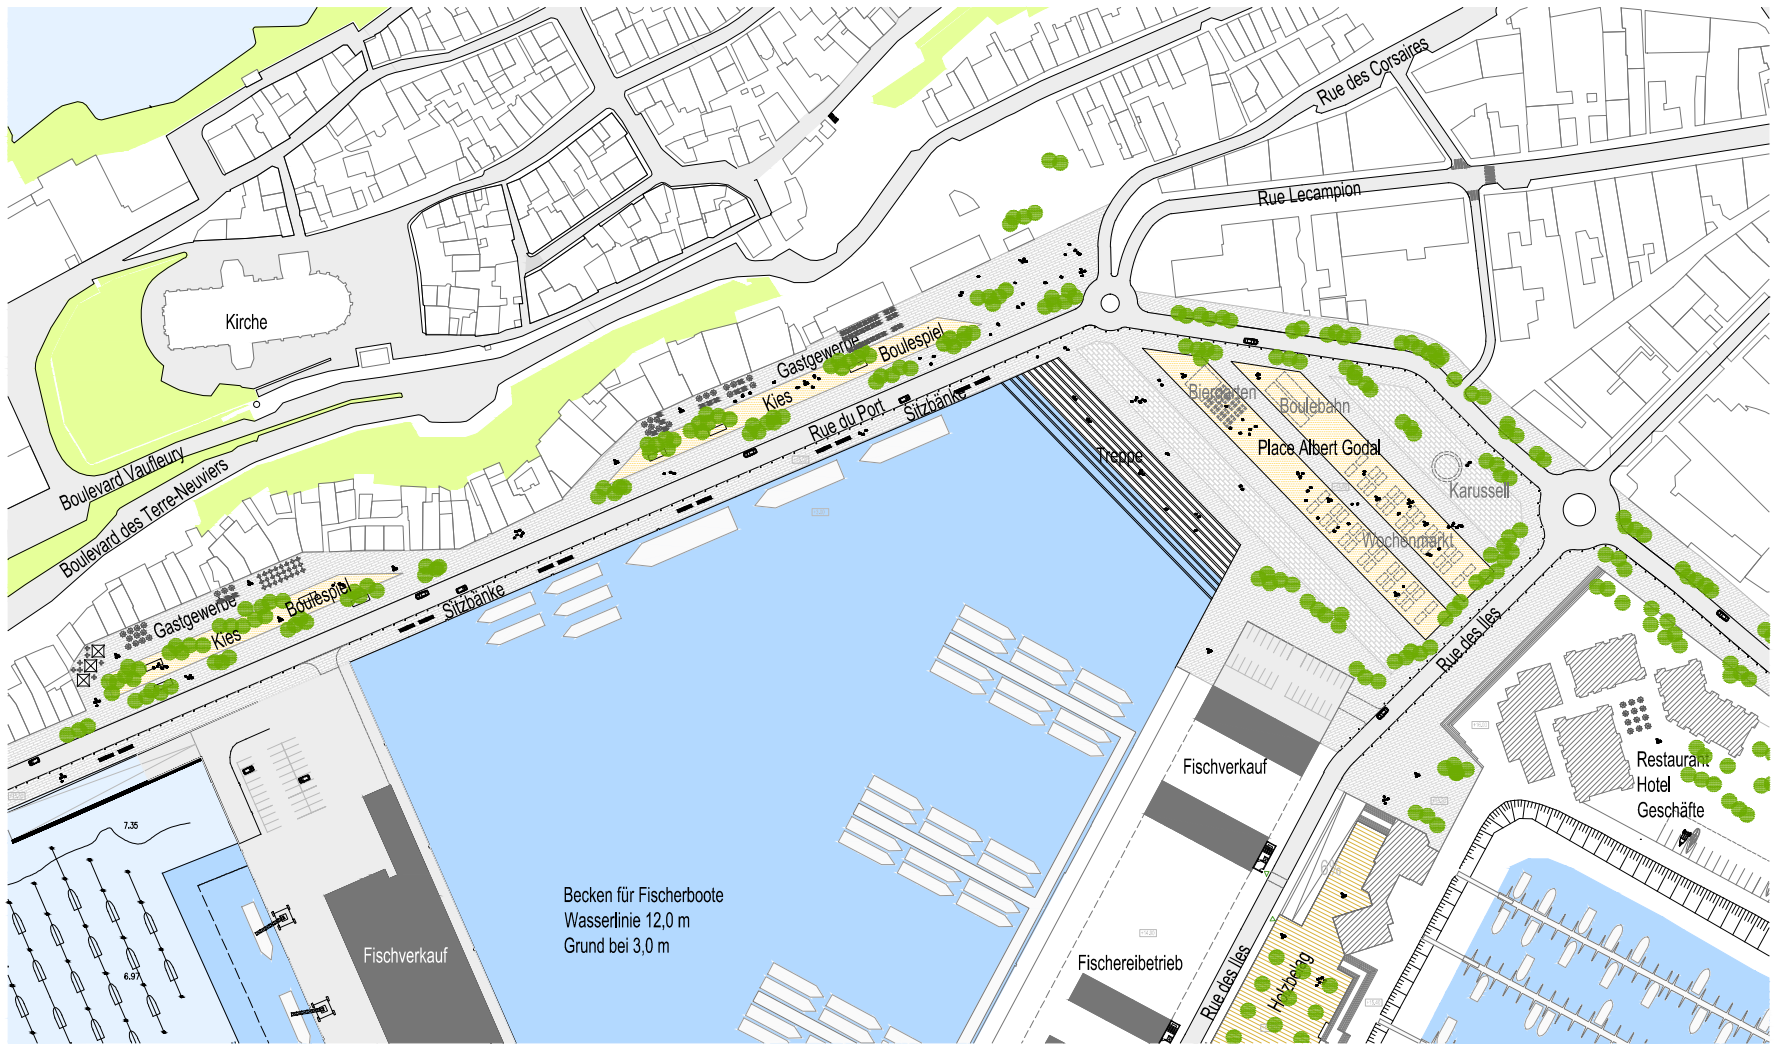 Rue des Corsaires
Rue Lecampion
Kirche
Gastgewerbe
Boulespiel
Kies
Rue du Port
Sitzbänke
Biergarten
Boulebahn
Treppe
Place Albert Godal
Karussell
Wochenmarkt
Boulevard Vaufleury
Boulevard des Terre-Neuviers
Gastgewerbe
Boulespiel
Kies
Sitzbänke
Rue des Iles
Fischverkauf
Restaurant
Hotel
Geschäfte
7.35
6%
Becken für Fischerboote
Wasserlinie 12,0 m
Grund bei 3,0 m
Fischverkauf
6.97
Fischereibetrieb
Rue des Iles
Holzbelag